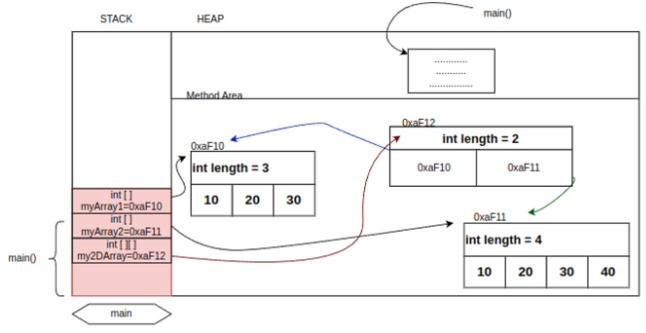 STACK
HEAP
main()
............
...........
................
Method Area
0xaF10
int length = 3
10 20 30
0xaF12
int length = 2
0xaF10 0xaF11
0xaF11
int length = 4
10 20 30 40
int [ ]
myArray1=0xaF10
int [ ]
myArray2=0xaF11
int [ ][ ]
my2DArray=0xaF12
main()
main